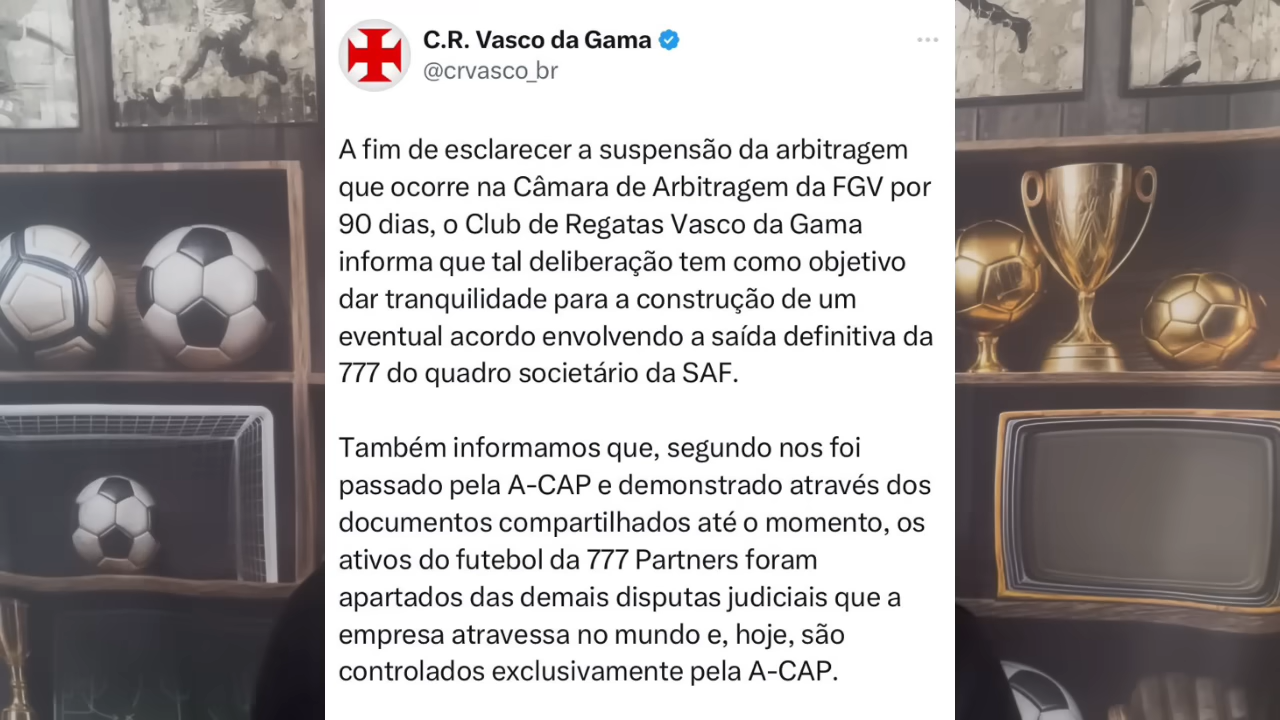 C.R. Vasco da Gama
@crvasco_br
A fim de esclarecer a suspensão da arbitragem
que ocorre na Câmara de Arbitragem da FGV por
90 dias, o Club de Regatas Vasco da Gama
informa que tal deliberação tem como objetivo
dar tranquilidade para a construção de um
eventual acordo envolvendo a saída definitiva da
777 do quadro societário da SAF.
Também informamos que, segundo nos foi
passado pela A-CAP e demonstrado através dos
documentos compartilhados até o momento, os
ativos do futebol da 777 Partners foram
apartados das demais disputas judiciais que a
empresa atravessa no mundo e, hoje, são
controlados exclusivamente pela A-CAP.